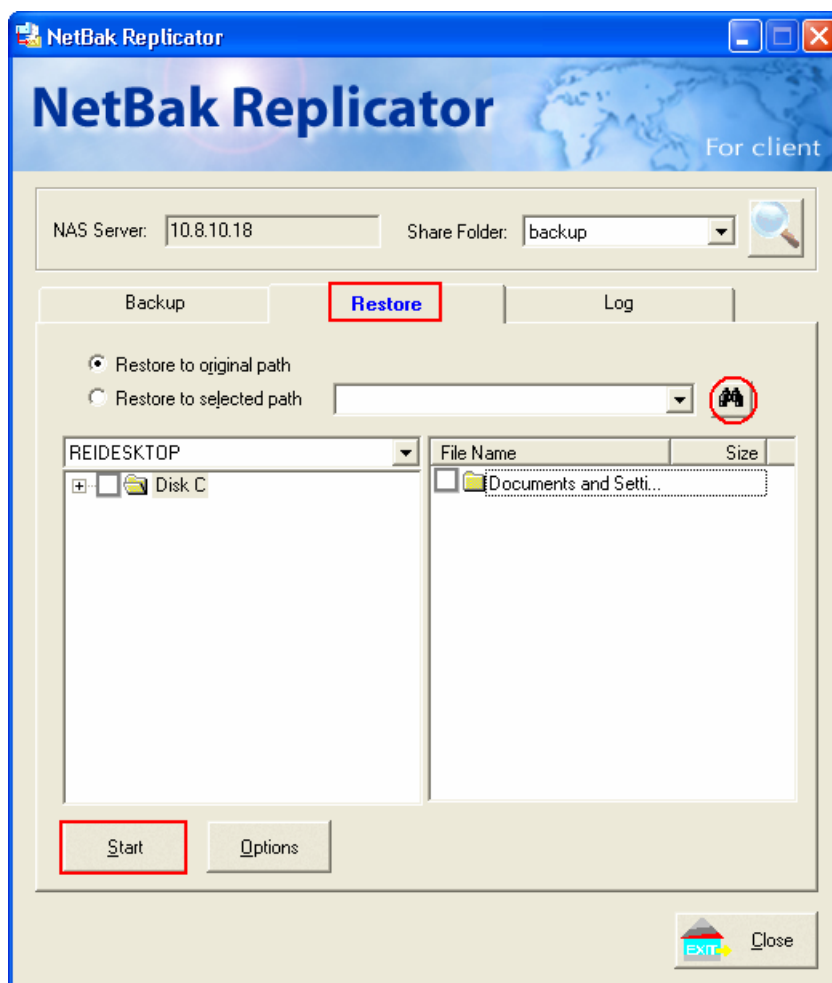 NetBak Replicator
NetBak Replicator
For client
NAS Server: 10.8.10.18 Share Folder: backup
Backup Restore Log
Restore to original path
Restore to selected path
REIDESKTOP File Name Size
Disk C Documents and Setti...
Start Options
EXIT Close